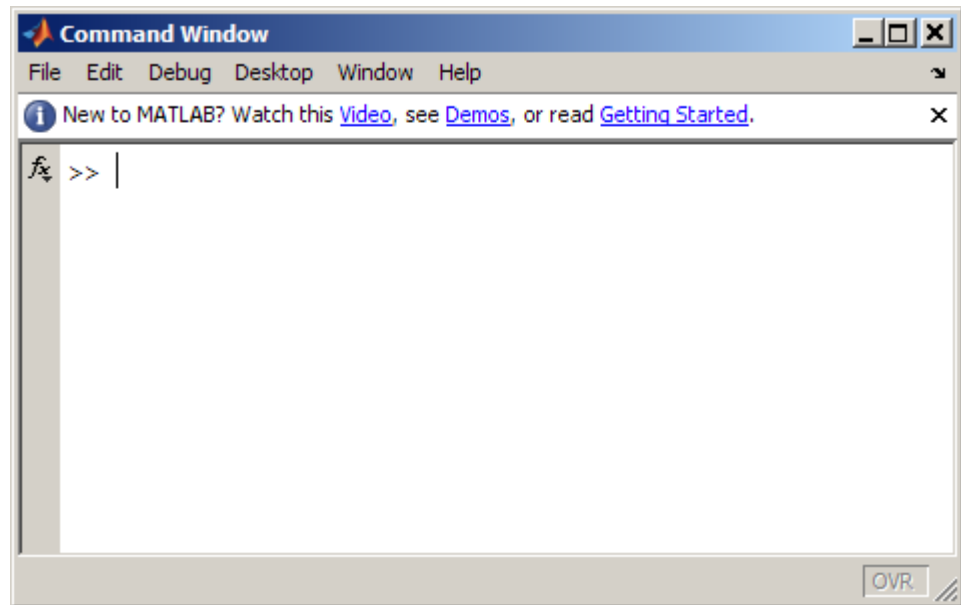 Command Window
File Edit Debug Desktop Window Help
New to MATLAB? Watch this Video, see Demos, or read Getting Started.
fx >>
OVR